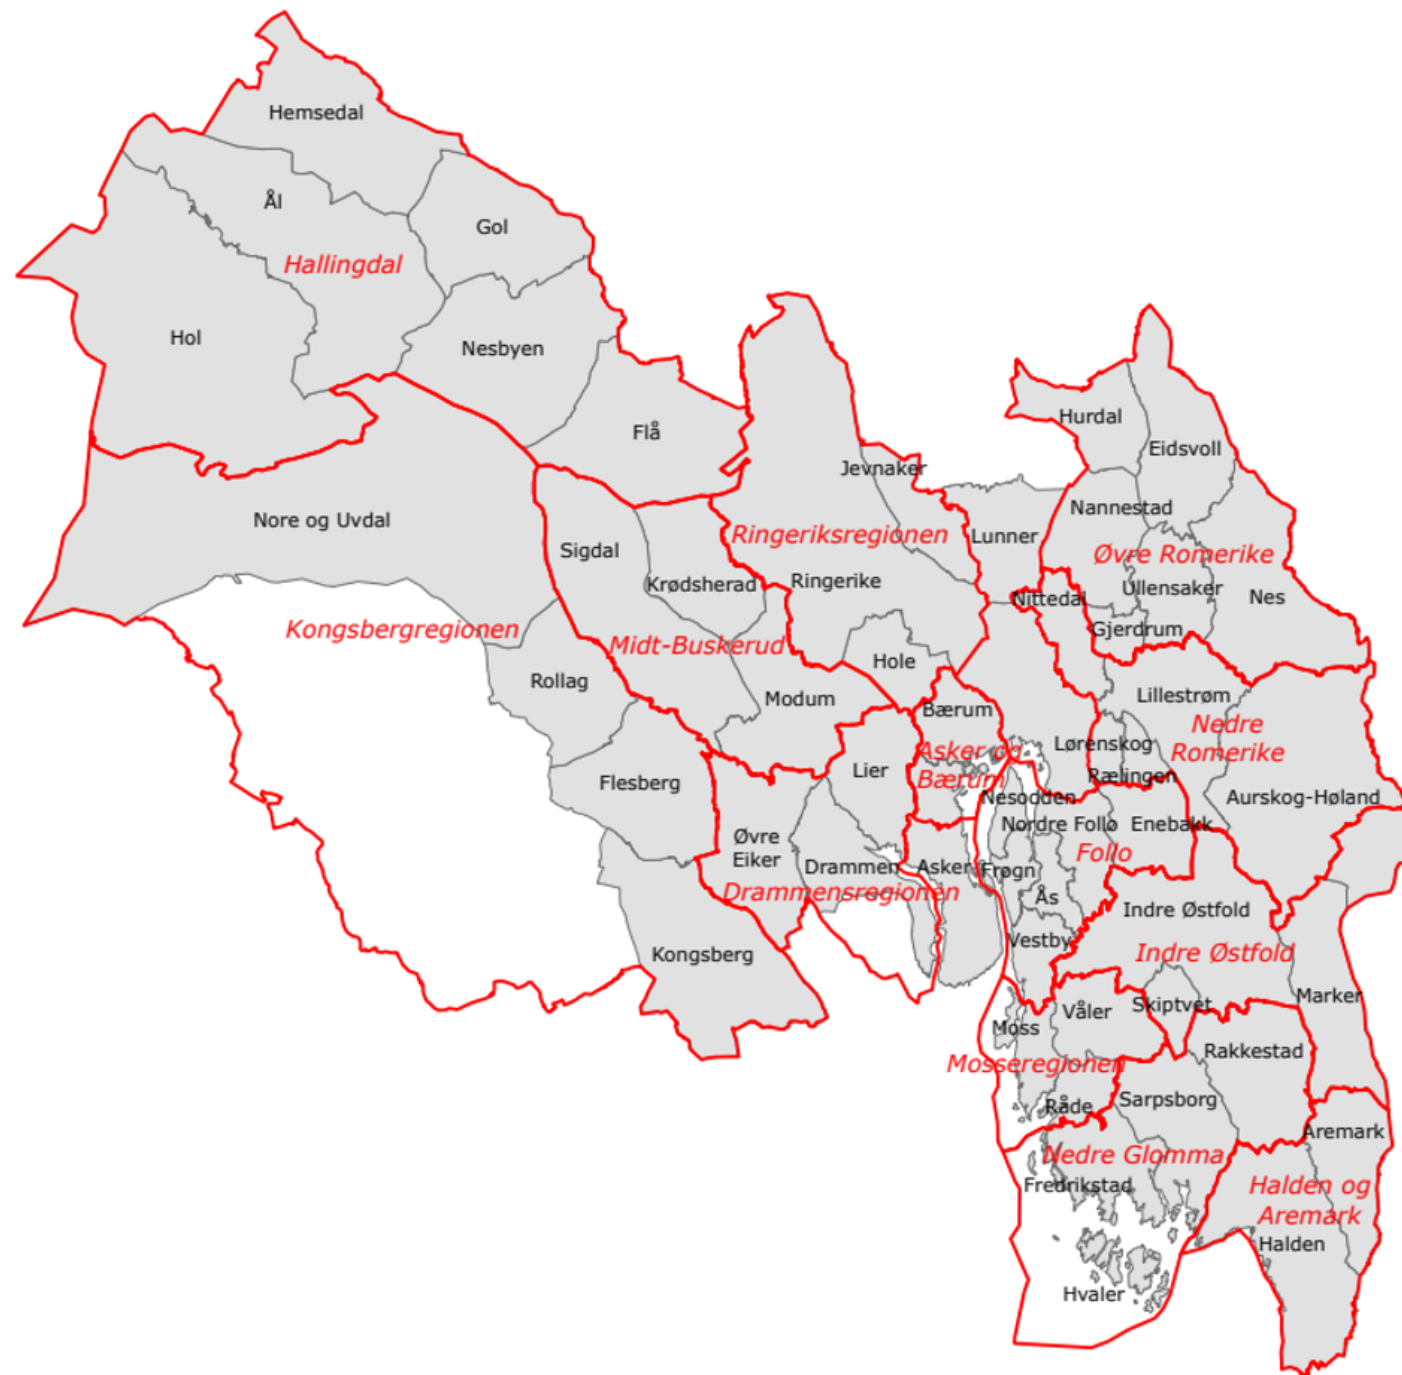 Hemsedal
Ål
Gol
Hallingdal
Hol
Nesbyen
Flå
Hurdal
Eidsvoll
Jevnaker
Nannestad
Nore og Uvdal
Ringeriksregionen
Lunner
Sigdal
Øvre Romerike
Krødsherad
Ringerike
Ullensaker
Nes
Nittedal
Kongsbergregionen
Gjerdrum
Midt-Buskerud
Hole
Rollag
Modum
Lillestrøm
Bærum
Nedre
Romerike
Asker og
Bærum
Lørenskog
Lier
Rælingen
Flesberg
Nesodden
Aurskog-Høland
Nordre Follo
Enebakk
Øvre
Eiker
Follo
Drammen
Asker
Frogn
Drammensregionen
Ås
Indre Østfold
Vestby
Kongsberg
Indre Østfold
Marker
Skiptvet
Våler
Moss
Rakkestad
Mosseregionen
Sarpsborg
Råde
Aremark
Nedre Glomma
Fredrikstad
Halden og
Aremark
Halden
Hvaler